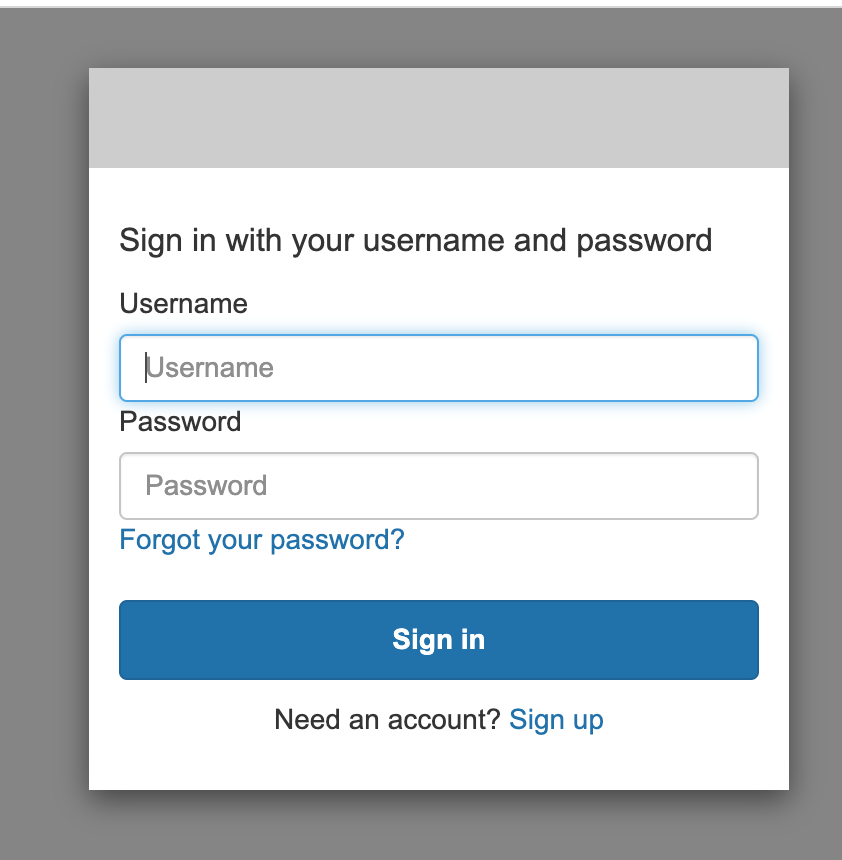 Sign in with your username and password
Username
Username
Password
Password
Forgot your password?
Sign in
Need an account? Sign up